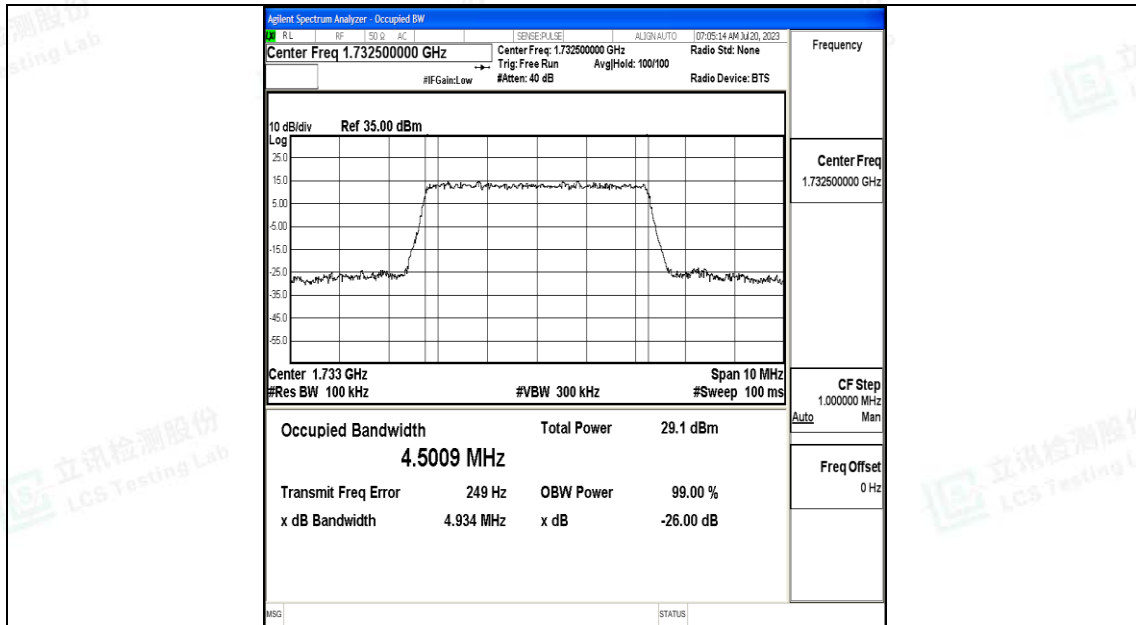 Agilent Spectrum Analyzer - Occupied BW
LXI RL RF 50 Ω AC SENSE:PULSE ALIGNAUTO 07:05:14 AM Jul 20, 2023
Center Freq 1.732500000 GHz
Center Freq: 1.732500000 GHz
Radio Std: None
Trig: Free Run
Avg|Hold: 100/100
#IFGain:Low
#Atten: 40 dB
Radio Device: BTS
10 dB/div
Ref 35.00 dBm
Log
25.0
15.0
5.00
-5.00
-15.0
-25.0
-35.0
-45.0
-55.0
Center 1.733 GHz
Span 10 MHz
#Res BW 100 kHz
#VBW 300 kHz
#Sweep 100 ms
Occupied Bandwidth
Total Power
29.1 dBm
4.5009 MHz
Transmit Freq Error
249 Hz
OBW Power
99.00 %
x dB Bandwidth
4.934 MHz
x dB
-26.00 dB
MSG
STATUS
Frequency
Center Freq
1.732500000 GHz
CF Step
1.000000 MHz
Auto Man
Freq Offset
0 Hz
立讯检测股份
LCS Testing Lab